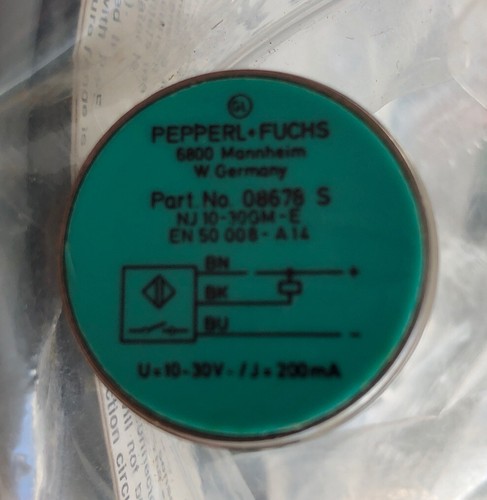 PEPPERL+FUCHS
6800 Mannheim
W Germany
Part. No. 08678 S
NJ 10-30GM-E
EN 50 008-A14
BN
+
BK
BU
-
U=10-30V- /J= 200mA